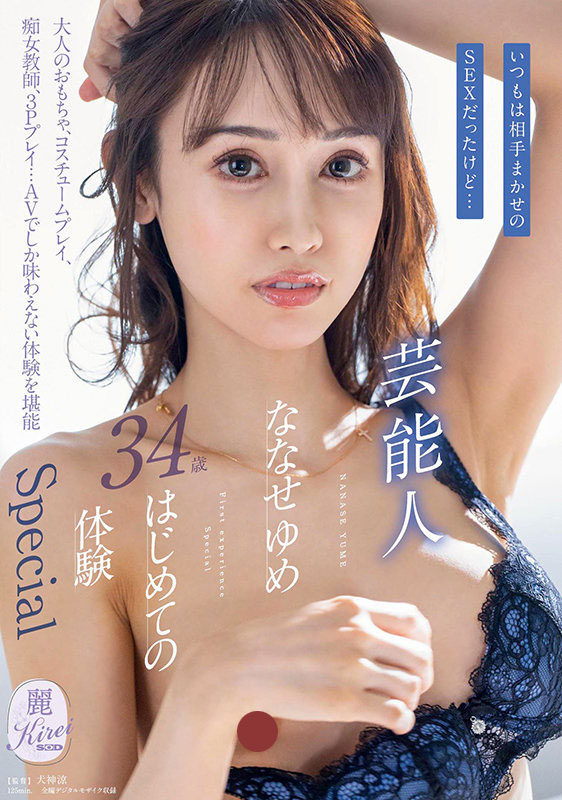 いつもは相手まかせの
SEXだったけど…
大人のおもちゃ、コスチュームプレイ、
痴女教師、3Pプレイ…AVでしか味わえない体験を堪能
芸能人
ななせゆめ
NANASE YUME
34歳
はじめての
体験
First experience
Special
Special
麗
Kirei
SOD
【監督】 犬神涼
125min. 全編デジタルモザイク収録